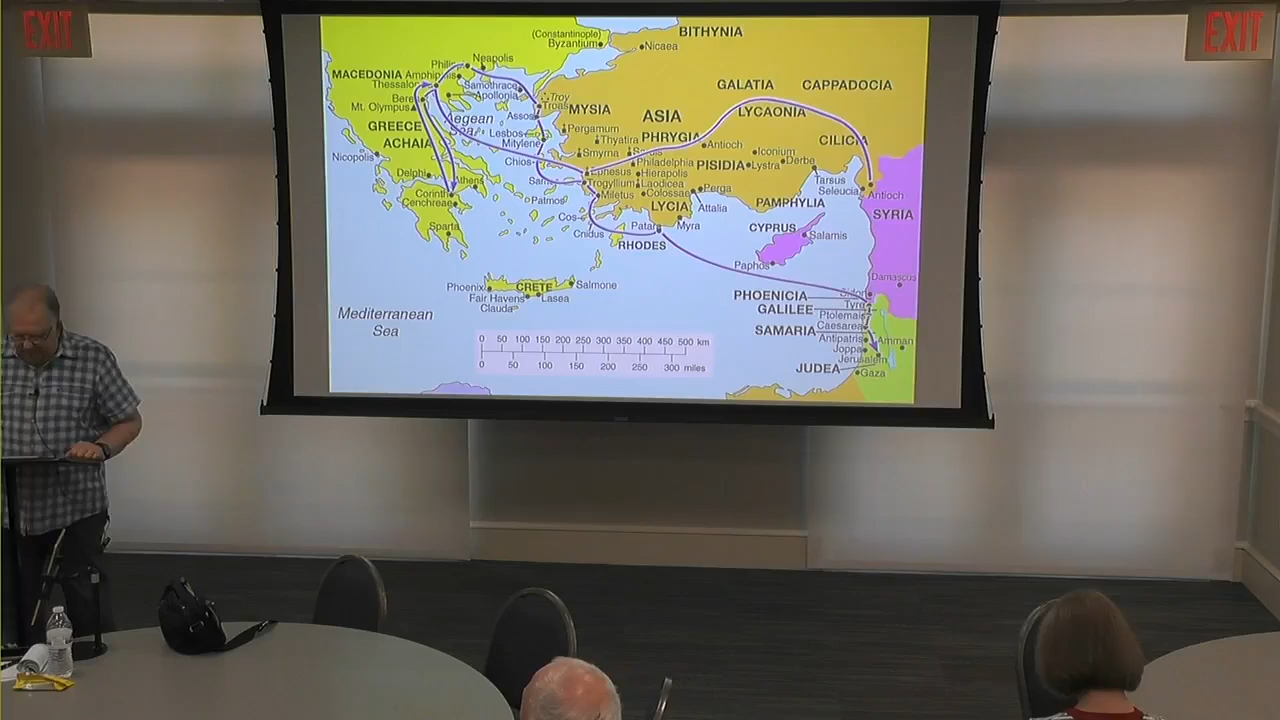 EXIT
EXIT
(Constantinople)
Byzantium
BITHYNIA
Nicaea
Neapolis
MACEDONIA
Samothrace
Apollonia
Troy
Troas
Mt. Olympus
Aegean
Sea
MYSIA
ASIA
GALATIA
CAPPADOCIA
LYCAONIA
GREECE
ACHAIA
Assos
Lesbos
Mitylene
Pergamum
Thyatira
PHRYGIA
CILICIA
Nicopolis
Chios
Smyrna
Philadelphia
Antioch
Iconium
PISIDIA
Lystra
Derbe
Delphi
Athens
Ephesus
Hierapolis
Trogyllium
Laodicea
Tarsus
Seleucia
Antioch
Corinth
Cenchreae
Patmos
Miletus
Colossae
Perga
Attalia
PAMPHYLIA
SYRIA
LYCIA
Sparta
Cos
Cnidus
Patara
Myra
RHODES
CYPRUS
Salamis
Paphos
Phoenix
CRETE
Salmone
Fair Havens
Lasea
Clauda
Damascus
Sidon
PHOENICIA
Tyre
GALILEE
Ptolemais
Caesarea
SAMARIA
Antipatris
Amman
Joppa
Jerusalem
JUDEA
Gaza
Mediterranean
Sea
0 50 100 150 200 250 300 350 400 450 500 km
0 50 100 150 200 250 300 miles